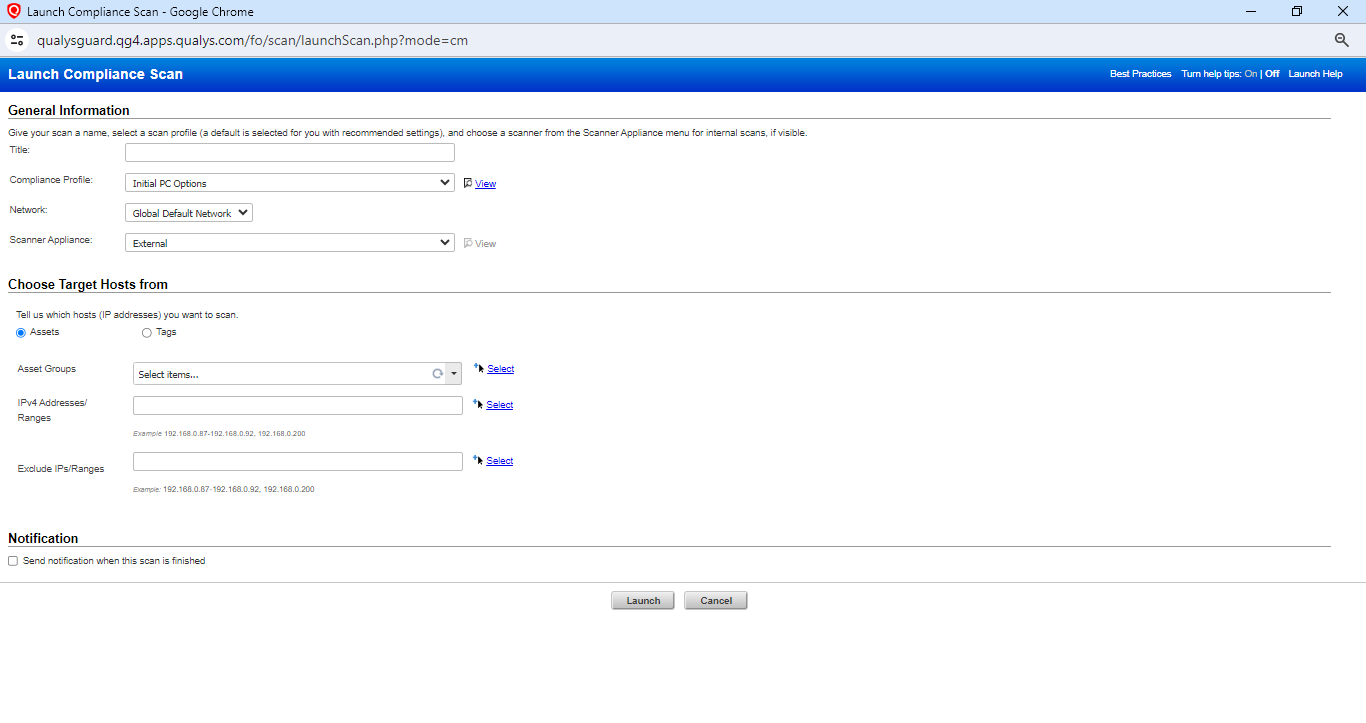 Launch Compliance Scan - Google Chrome
qualysguard.qg4.apps.qualys.com/fo/scan/launchScan.php?mode=cm
Launch Compliance Scan
Best Practices Turn help tips: On | Off Launch Help
General Information
Give your scan a name, select a scan profile (a default is selected for you with recommended settings), and choose a scanner from the Scanner Appliance menu for internal scans, if visible.
Title:
Compliance Profile: Initial PC Options View
Network: Global Default Network
Scanner Appliance: External View
Choose Target Hosts from
Tell us which hosts (IP addresses) you want to scan.
Assets Tags
Asset Groups Select items... Select
IPv4 Addresses/
Ranges
Select
Example 192.168.0.87-192.168.0.92, 192.168.0.200
Exclude IPs/Ranges Select
Example: 192.168.0.87-192.168.0.92, 192.168.0.200
Notification
Send notification when this scan is finished
Launch Cancel